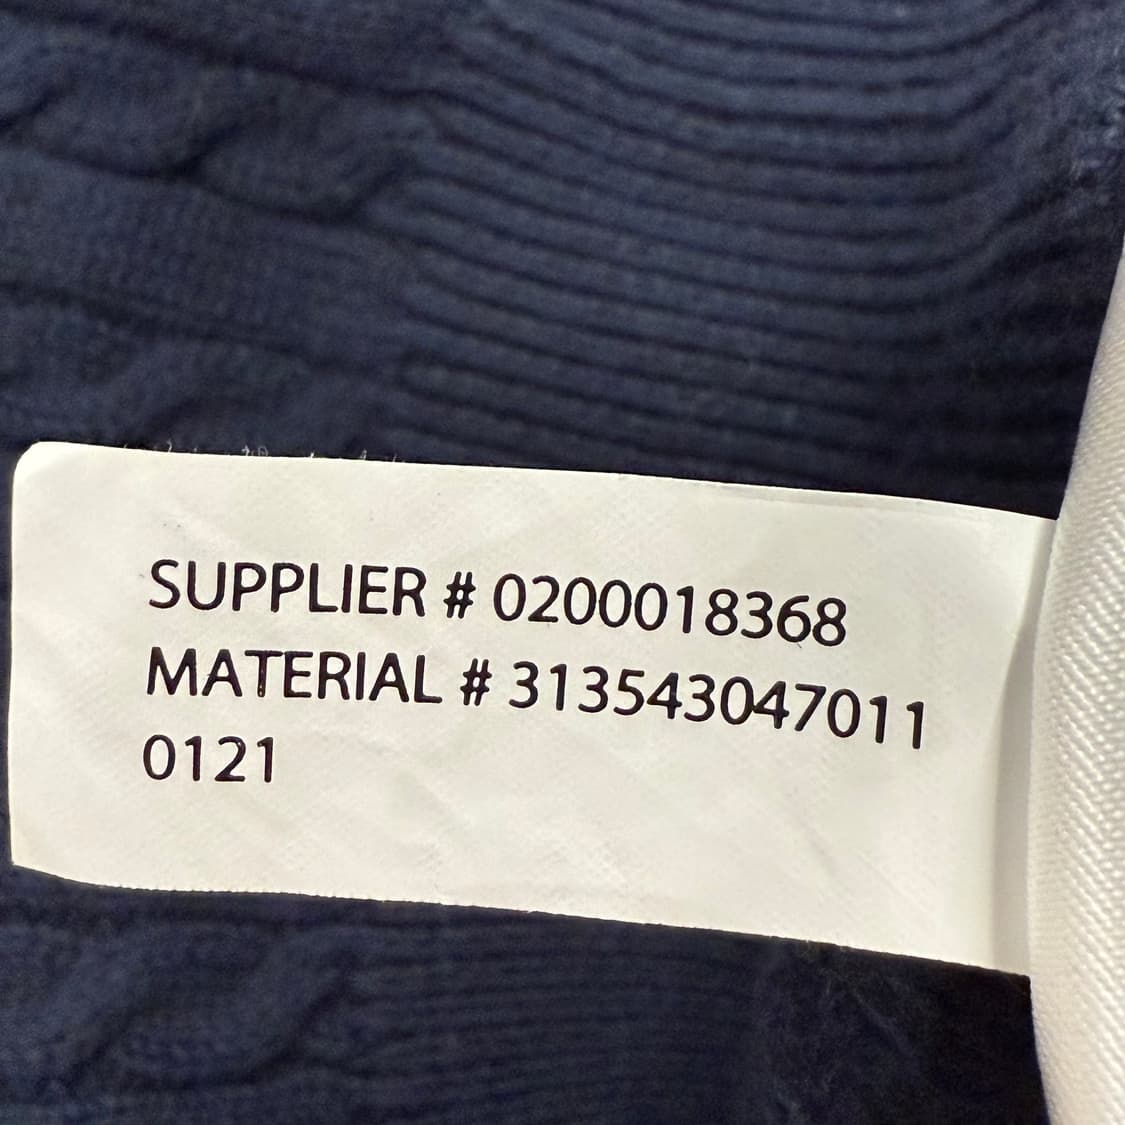 SUPPLIER # 0200018368
MATERIAL # 313543047011
0121